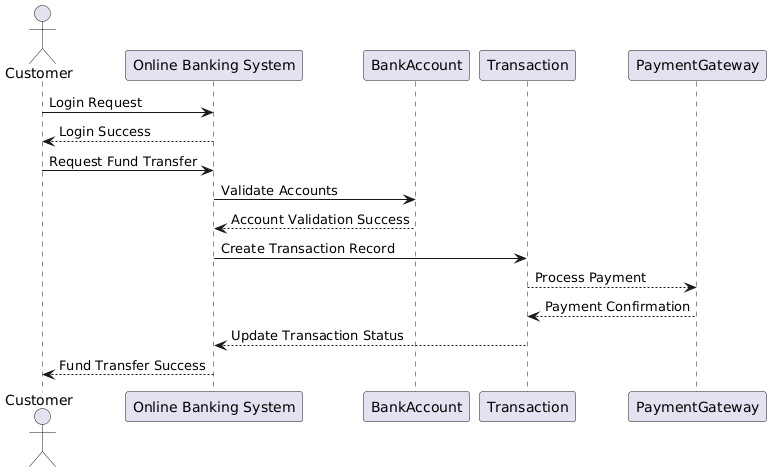 Customer
Online Banking System
BankAccount
Transaction
PaymentGateway
Login Request
Login Success
Request Fund Transfer
Validate Accounts
Account Validation Success
Create Transaction Record
Process Payment
Payment Confirmation
Update Transaction Status
Fund Transfer Success
Customer
Online Banking System
BankAccount
Transaction
PaymentGateway